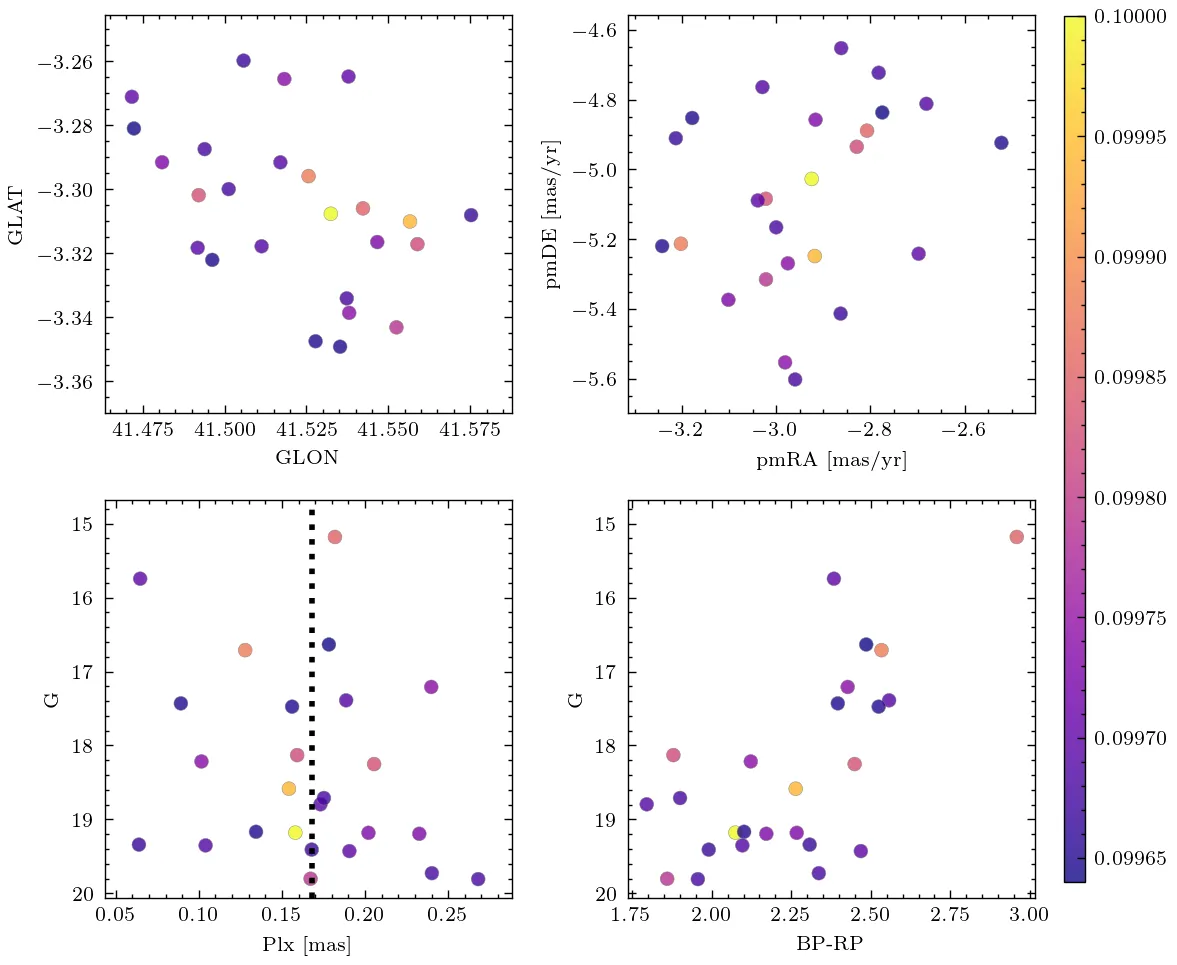 −3.26
−3.28
−3.30
−3.32
−3.34
−3.36
GLAT
41.475 41.500 41.525 41.550 41.575
GLON
−4.6
−4.8
−5.0
−5.2
−5.4
−5.6
pmDE [mas/yr]
−3.2 −3.0 −2.8 −2.6
pmRA [mas/yr]
15
16
17
18
19
20
G
0.05 0.10 0.15 0.20 0.25
Plx [mas]
15
16
17
18
19
20
G
1.75 2.00 2.25 2.50 2.75 3.00
BP-RP
0.10000
0.09995
0.09990
0.09985
0.09980
0.09975
0.09970
0.09965